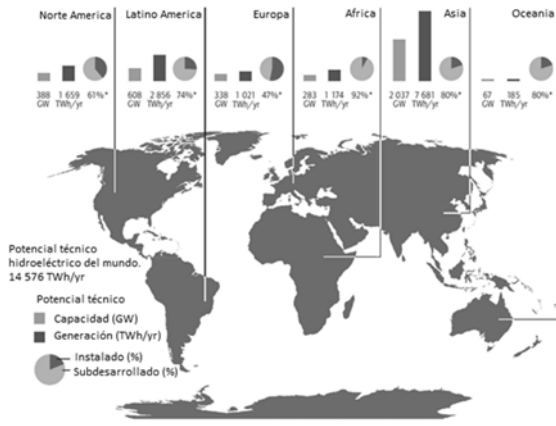 Norte America
Latino America
Europa
Africa
Asia
Oceania
388 GW 1 659 TWh/yr 61%*
608 GW 2 856 TWh/yr 74%*
338 GW 1 021 TWh/yr 47%*
283 GW 1 174 TWh/yr 92%*
2 037 GW 7 681 TWh/yr 80%*
67 GW 185 TWh/yr 80%*
Potencial técnico
hidroeléctrico del mundo.
14 576 TWh/yr
Potencial técnico
Capacidad (GW)
Generación (TWh/yr)
Instalado (%)
Subdesarrollado (%)